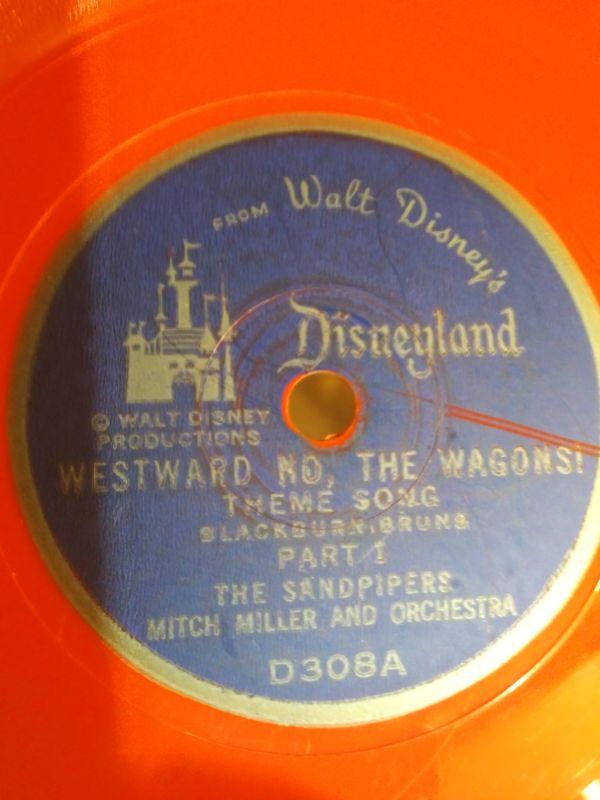 FROM Walt Disney's
Disneyland
© WALT DISNEY
PRODUCTIONS
WESTWARD HO, THE WAGONS!
THEME SONG
BLACKBURN:BRUNS
PART 1
THE SANDPIPERS
MITCH MILLER AND ORCHESTRA
D308A